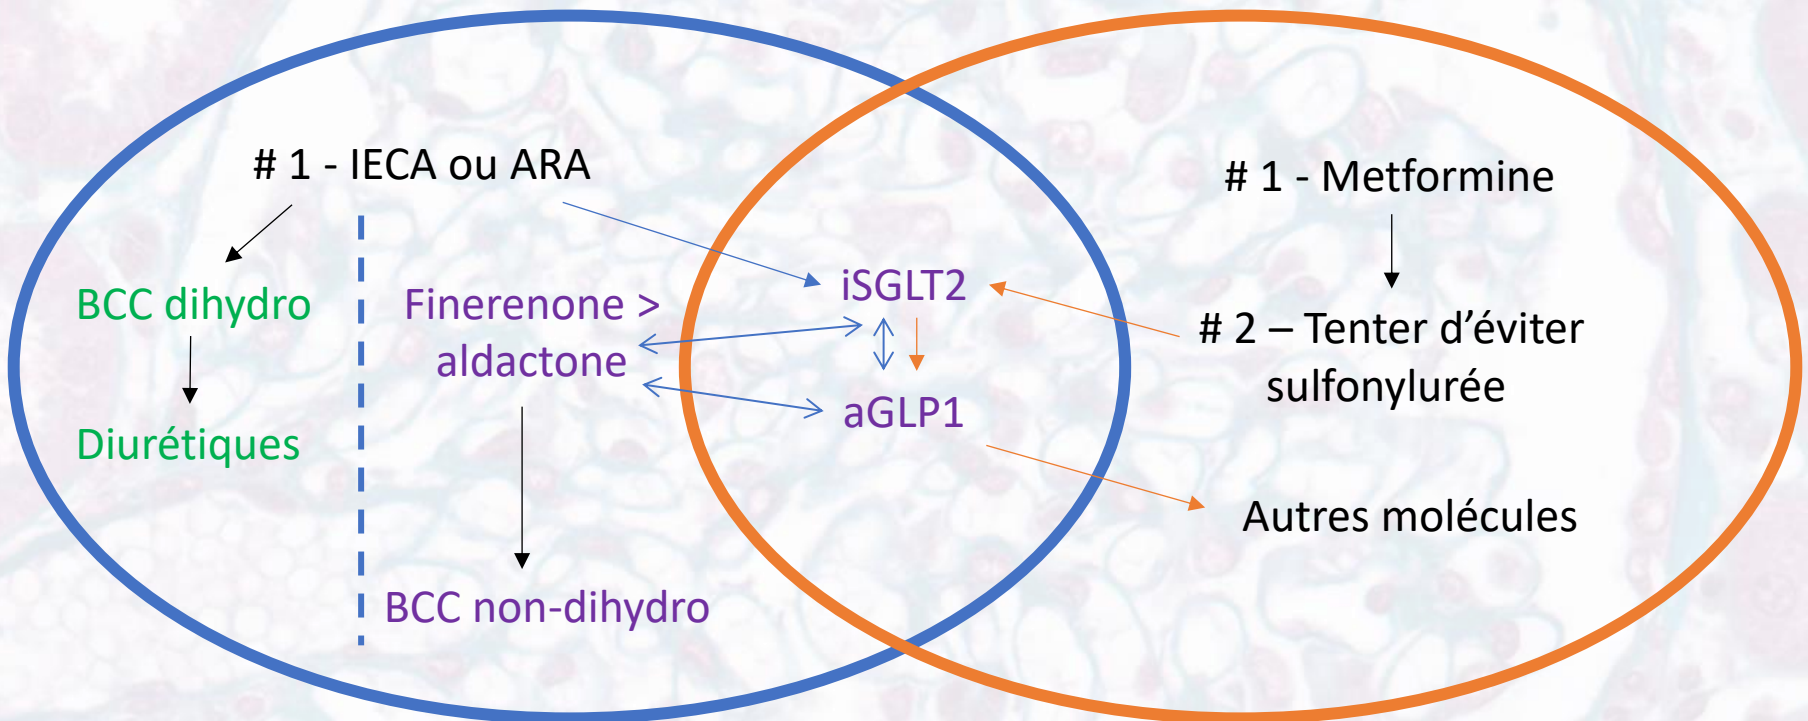 # 1 - IECA ou ARA
BCC dihydro
Diurétiques
Finerenone >
aldactone
BCC non-dihydro
iSGLT2
aGLP1
# 1 - Metformine
# 2 – Tenter d’éviter
sulfonylurée
Autres molécules